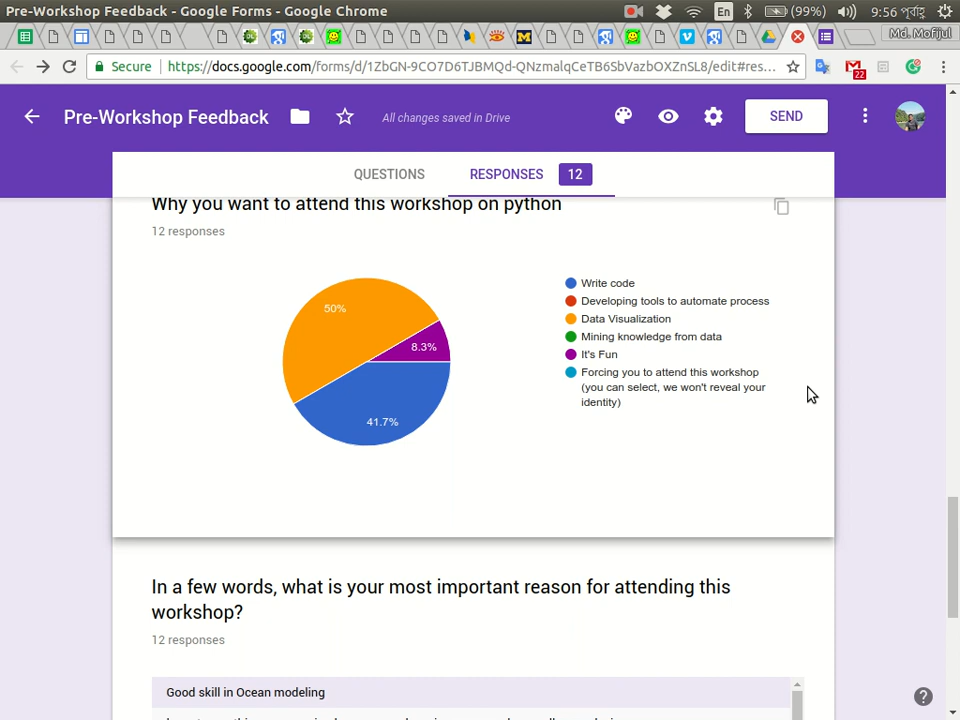 Pre-Workshop Feedback - Google Forms - Google Chrome
En
(99%)
9:56 পূর্বাহ্ন
Md. Mofijul
Secure
https://docs.google.com/forms/d/1ZbGN-9CO7D6TJBMQd-QNzmalqCeTB6SbVazbOXZnSL8/edit#res...
22
Pre-Workshop Feedback
All changes saved in Drive
SEND
QUESTIONS
RESPONSES
12
Why you want to attend this workshop on python
12 responses
50%
8.3%
41.7%
Write code
Developing tools to automate process
Data Visualization
Mining knowledge from data
It's Fun
Forcing you to attend this workshop
(you can select, we won't reveal your
identity)
In a few words, what is your most important reason for attending this
workshop?
12 responses
Good skill in Ocean modeling